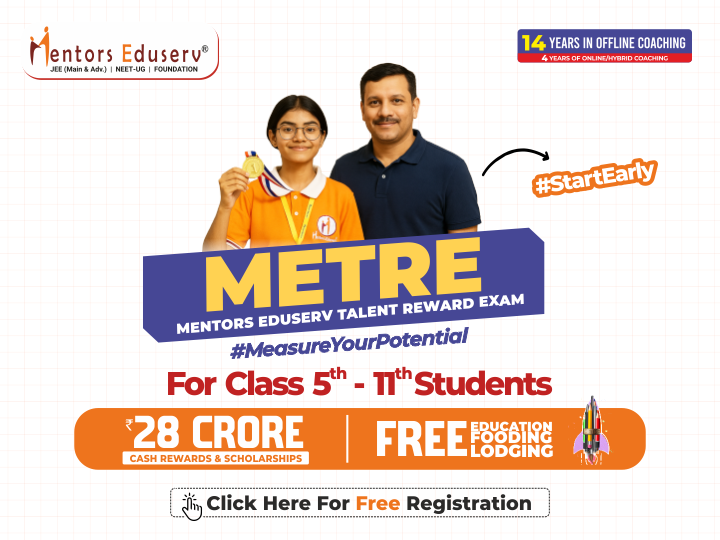 Mentors Eduserv®
JEE (Main & Adv.) | NEET-UG | FOUNDATION
14 YEARS IN OFFLINE COACHING
4 YEARS OF ONLINE/HYBRID COACHING
#StartEarly
METRE
MENTORS EDUSERV TALENT REWARD EXAM
#MeasureYourPotential
For Class 5th - 11th Students
₹28 CRORE
CASH REWARDS & SCHOLARSHIPS
FREE EDUCATION
FOODING
LODGING
Click Here For Free Registration